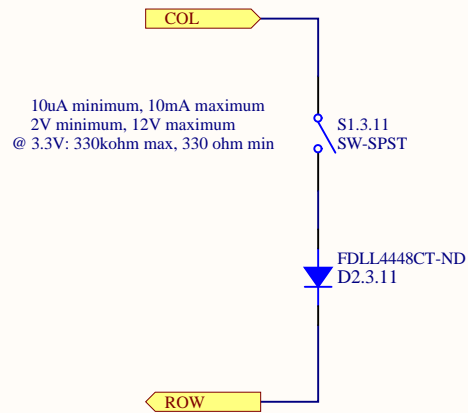 COL
10uA minimum, 10mA maximum
2V minimum, 12V maximum
@ 3.3V: 330kohm max, 330 ohm min
S1.3.11
SW-SPST
FDLL4448CT-ND
D2.3.11
ROW